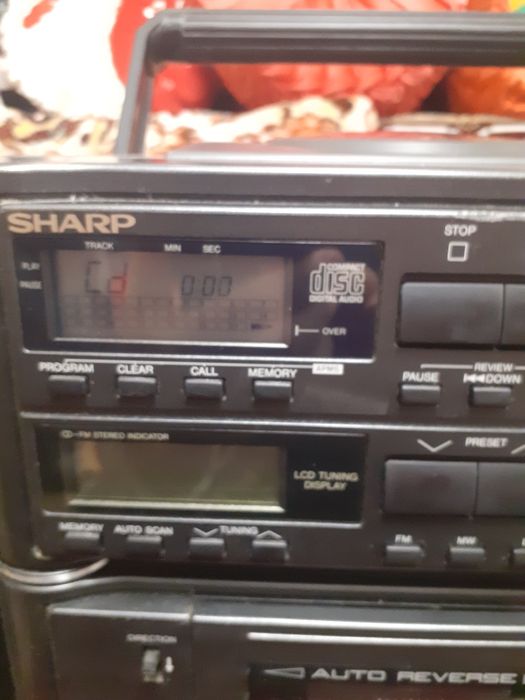 SHARP
TRACK MIN SEC
PLAY
PAUSE
Cd 0:00
COMPACT
disc
DIGITAL AUDIO
OVER
APMS
PROGRAM CLEAR CALL MEMORY
STOP
PAUSE REVIEW
DOWN
FM STEREO INDICATOR
LCD TUNING
DISPLAY
MEMORY AUTO SCAN TUNING
PRESET
FM MW
DIRECTION
AUTO REVERSE